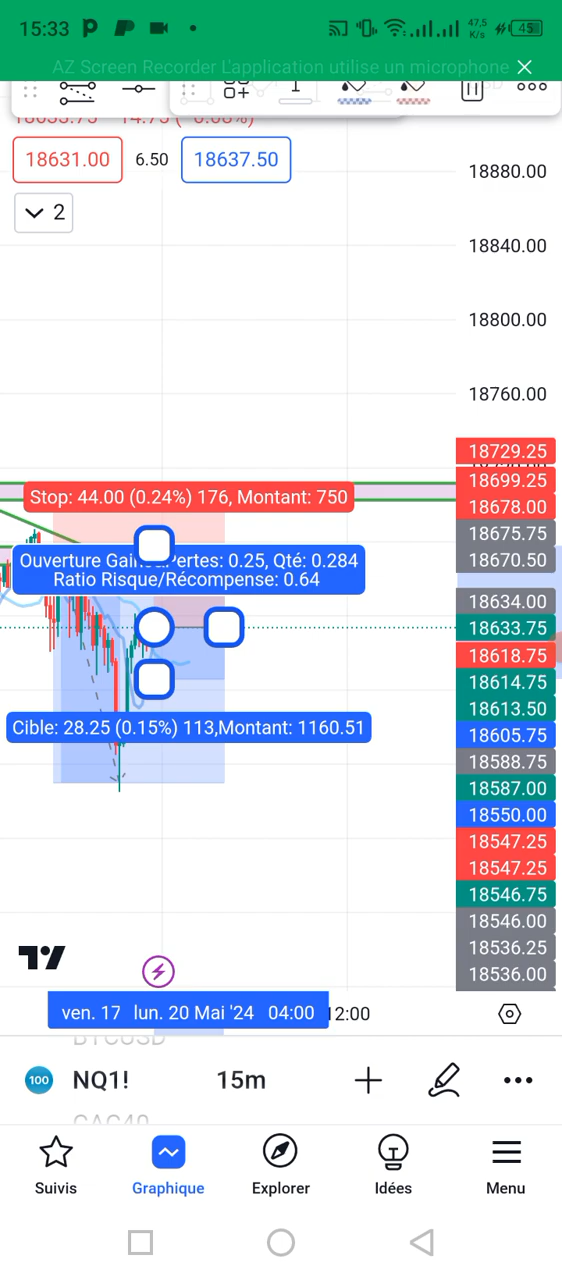 15:33
47,5
K/s
45
AZ Screen Recorder L'application utilise un microphone
18631.00
6.50
18637.50
2
18880.00
18840.00
18800.00
18760.00
18729.25
18699.25
18678.00
18675.75
18670.50
18634.00
18633.75
18618.75
18614.75
18613.50
18605.75
18588.75
18587.00
18550.00
18547.25
18547.25
18546.75
18546.00
18536.25
18536.00
Stop: 44.00 (0.24%) 176, Montant: 750
Pertes: 0.25, Qté: 0.284
Ouverture
Ratio Risque/Récompense: 0.64
Cible: 28.25 (0.15%) 113,Montant: 1160.51
ven. 17 lun. 20 Mai '24 04:00 12:00
BTCUSD
100 NQ1! 15m
CAC40
Suivis Graphique Explorer Idées Menu